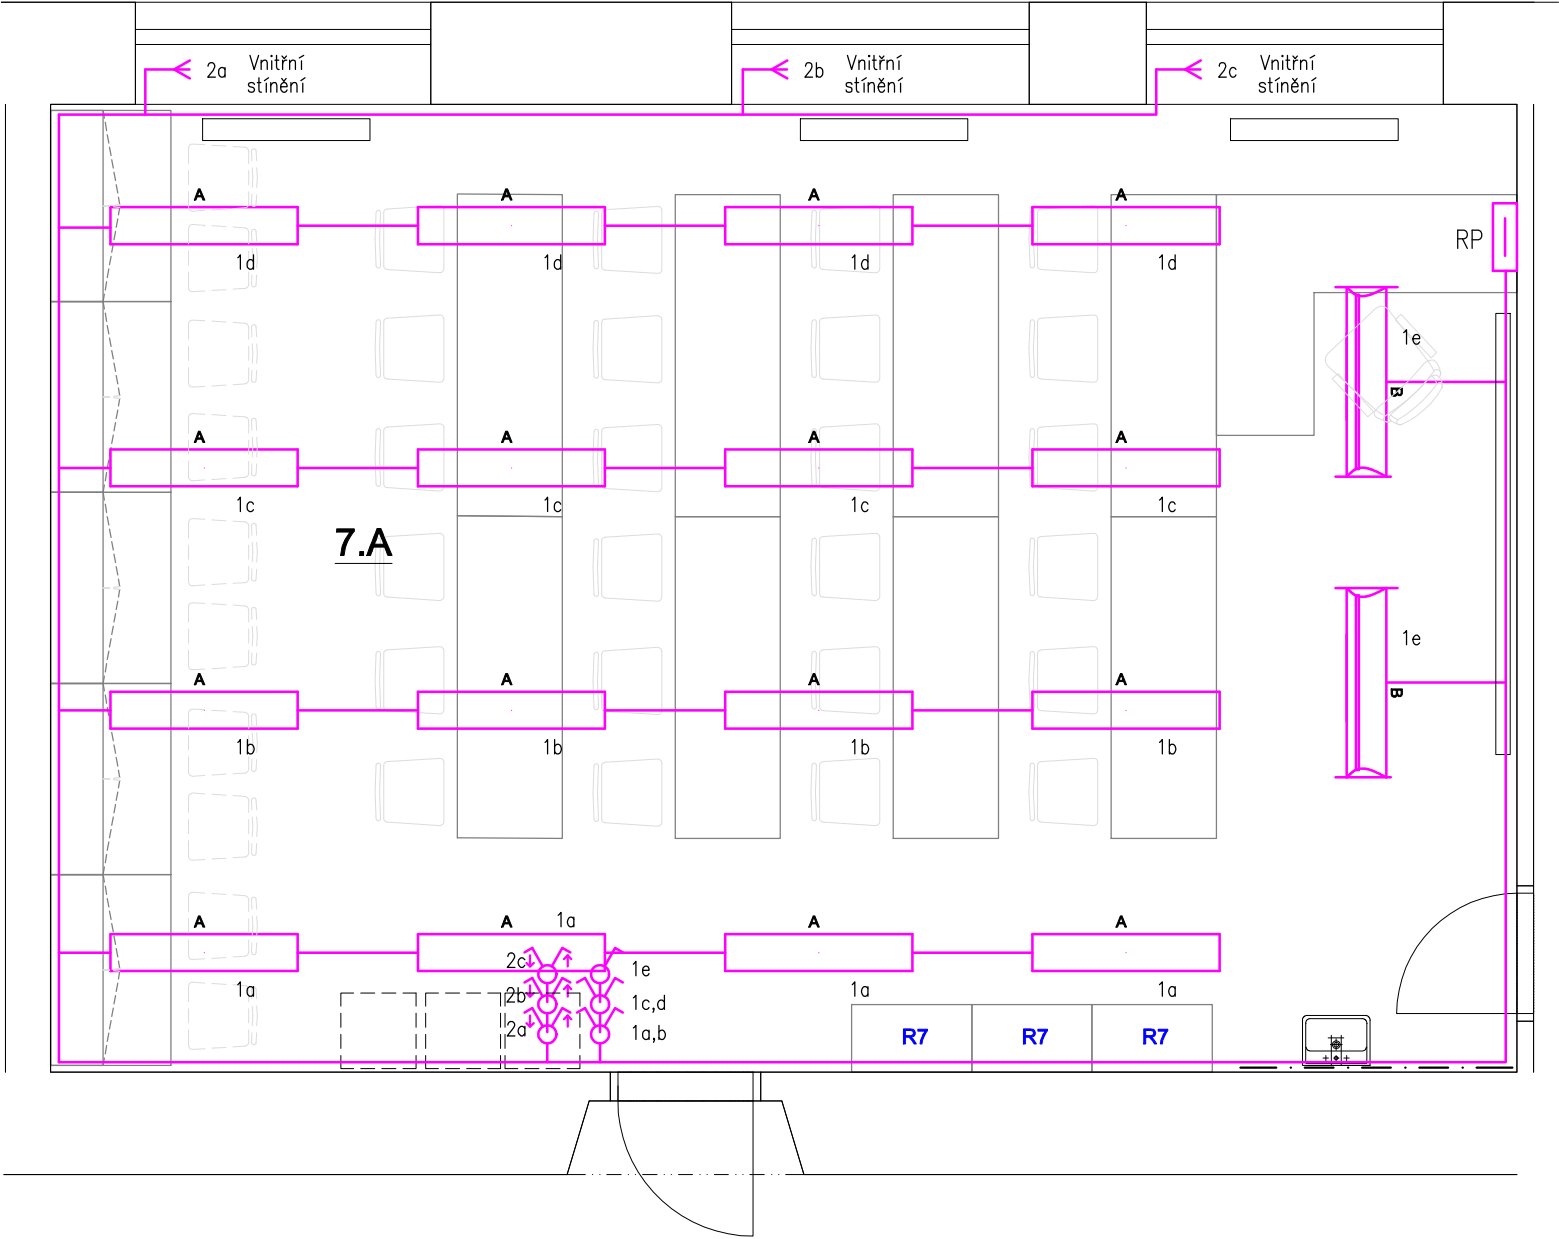 2a Vnitřní
stínění
2b Vnitřní
stínění
2c Vnitřní
stínění
A A A A
1d 1d 1d 1d
RP
1e
B
A A A A
1c 1c 1c 1c
7.A
1e
B
A A A A
1b 1b 1b 1b
A A 1a A A
2c 1e
1a 1a 1a
2b 1c,d
2a 1a,b
R7 R7 R7